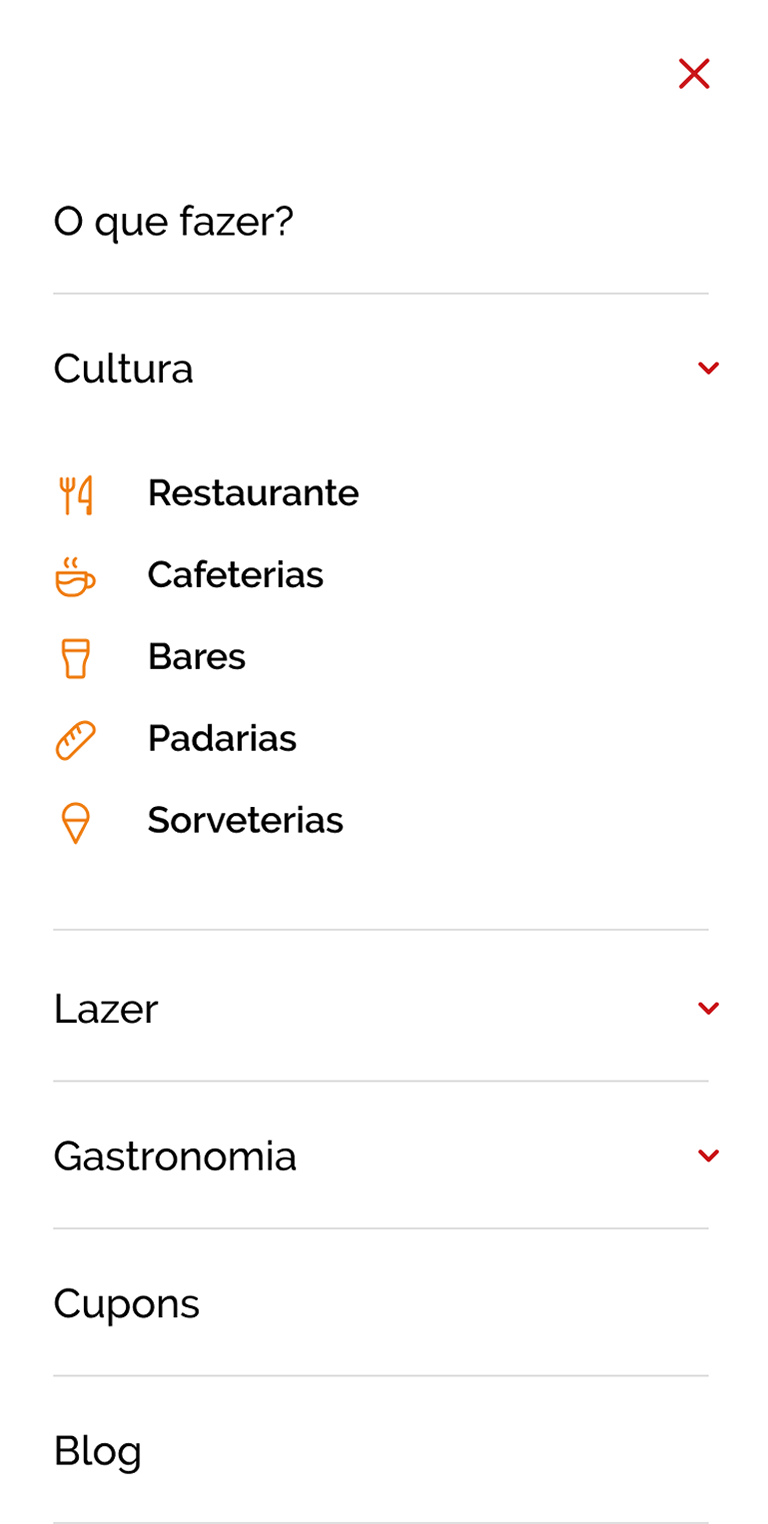 O que fazer?
Cultura
Restaurante
Cafeterias
Bares
Padarias
Sorveterias
Lazer
Gastronomia
Cupons
Blog